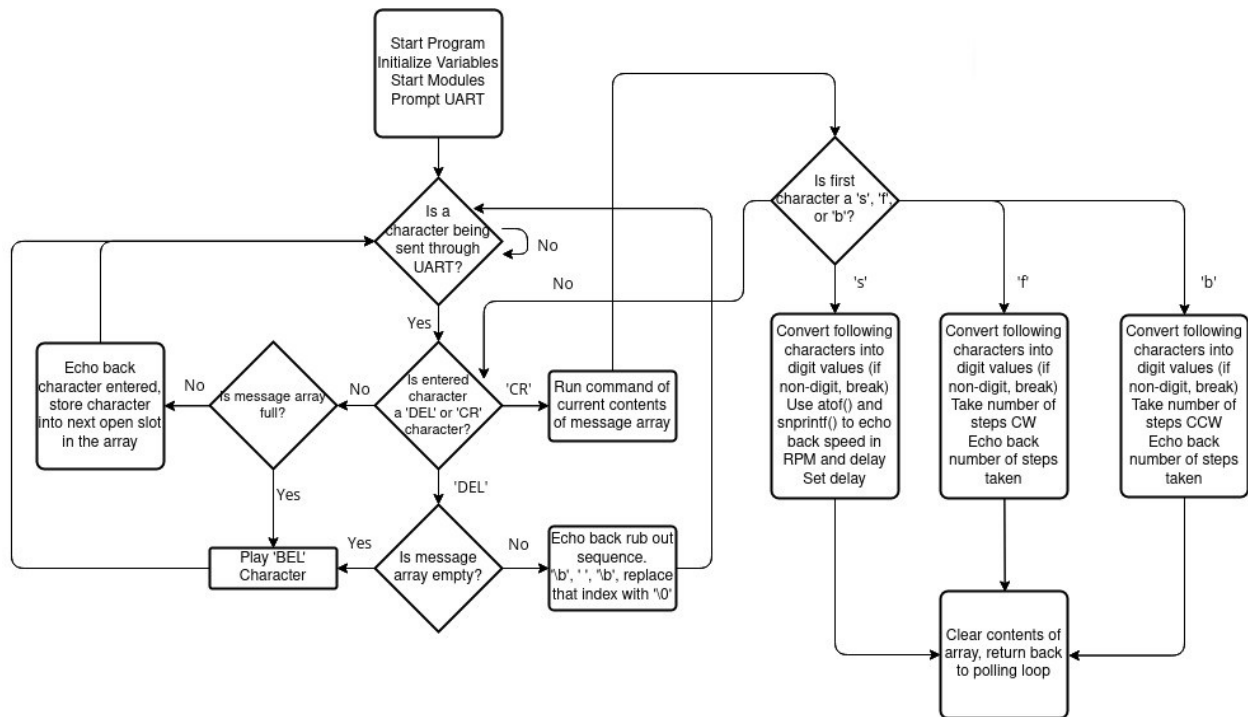 Start Program
Initialize Variables
Start Modules
Prompt UART
Is a
character being
sent through
UART?
No
Yes
Is entered
character
a 'DEL' or 'CR'
character?
No
'CR'
'DEL'
Is message array
full?
No
Yes
Echo back
character entered,
store character
into next open slot
in the array
Run command of
current contents
of message array
Play 'BEL'
Character
Yes
Is message
array empty?
No
Echo back rub out
sequence.
'\b', ' ', '\b', replace
that index with '\0'
Is first
character a 's', 'f',
or 'b'?
No
's'
'f'
'b'
Convert following
characters into
digit values (if
non-digit, break)
Use atof() and
snprintf() to echo
back speed in
RPM and delay
Set delay
Convert following
characters into
digit values (if
non-digit, break)
Take number of
steps CW
Echo back
number of steps
taken
Convert following
characters into
digit values (if
non-digit, break)
Take number of
steps CCW
Echo back
number of steps
taken
Clear contents of
array, return back
to polling loop